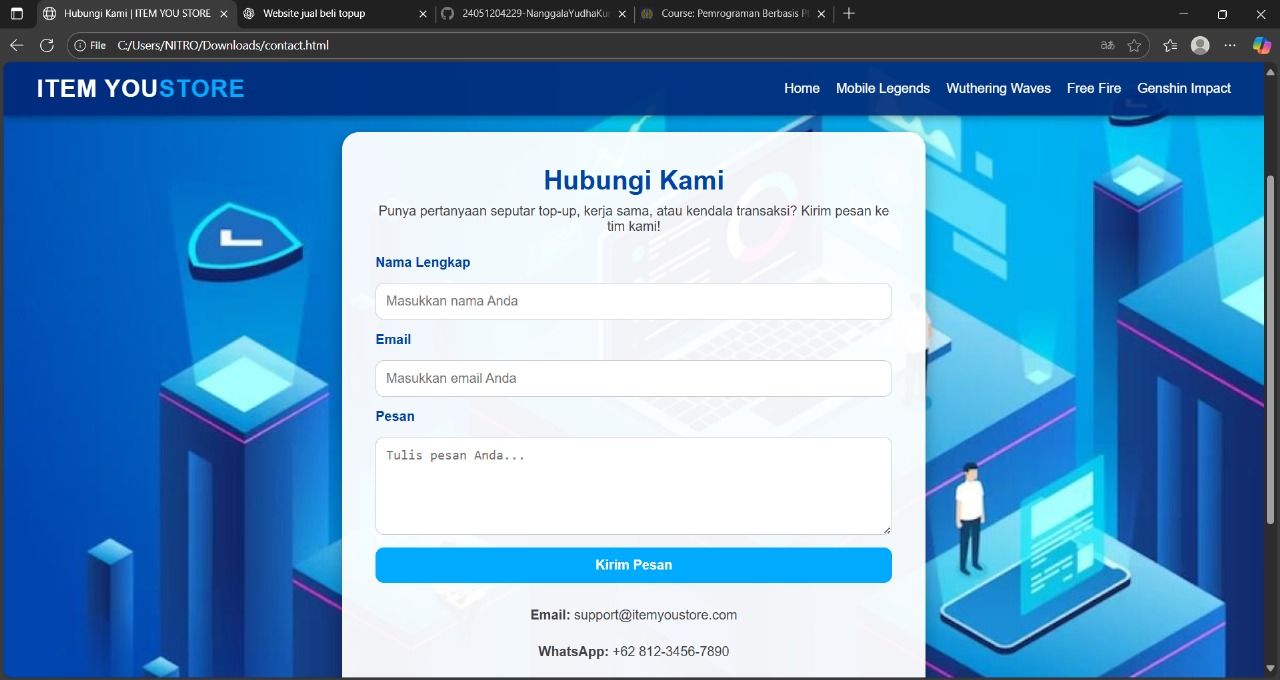 Hubungi Kami | ITEM YOU STORE
Website jual beli topup
24051204229-NanggalaYudhaKu
Course: Pemrograman Berbasis Pl
File C:/Users/NITRO/Downloads/contact.html
ITEM YOUSTORE
Home Mobile Legends Wuthering Waves Free Fire Genshin Impact
Hubungi Kami
Punya pertanyaan seputar top-up, kerja sama, atau kendala transaksi? Kirim pesan ke
tim kami!
Nama Lengkap
Masukkan nama Anda
Email
Masukkan email Anda
Pesan
Tulis pesan Anda...
Kirim Pesan
Email: support@itemyoustore.com
WhatsApp: +62 812-3456-7890